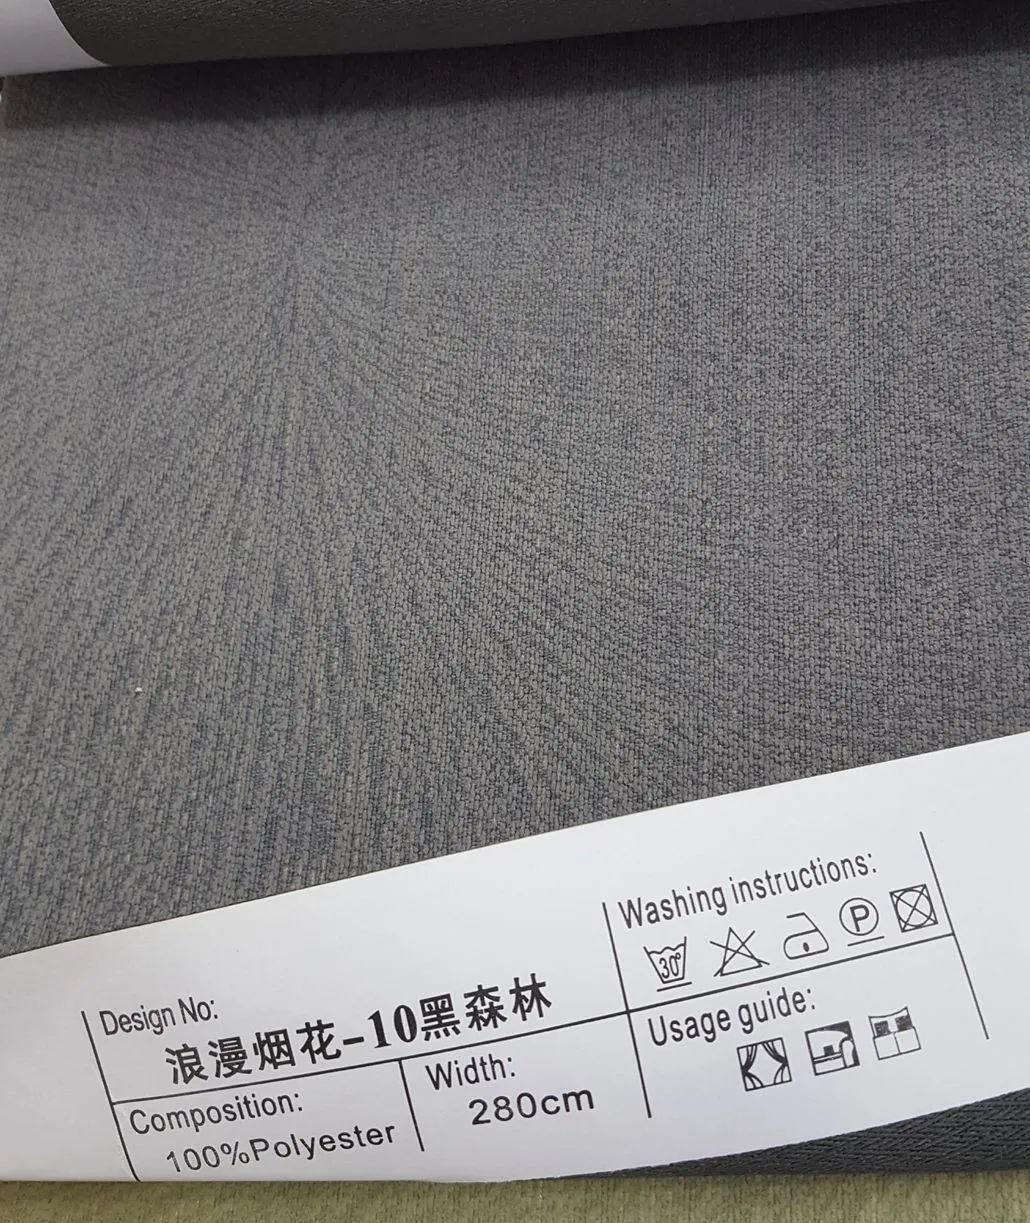 Washing instructions:
30°
P
Design No:
浪漫烟花-10黑森林
Usage guide:
Composition:
100%Polyester
Width:
280cm